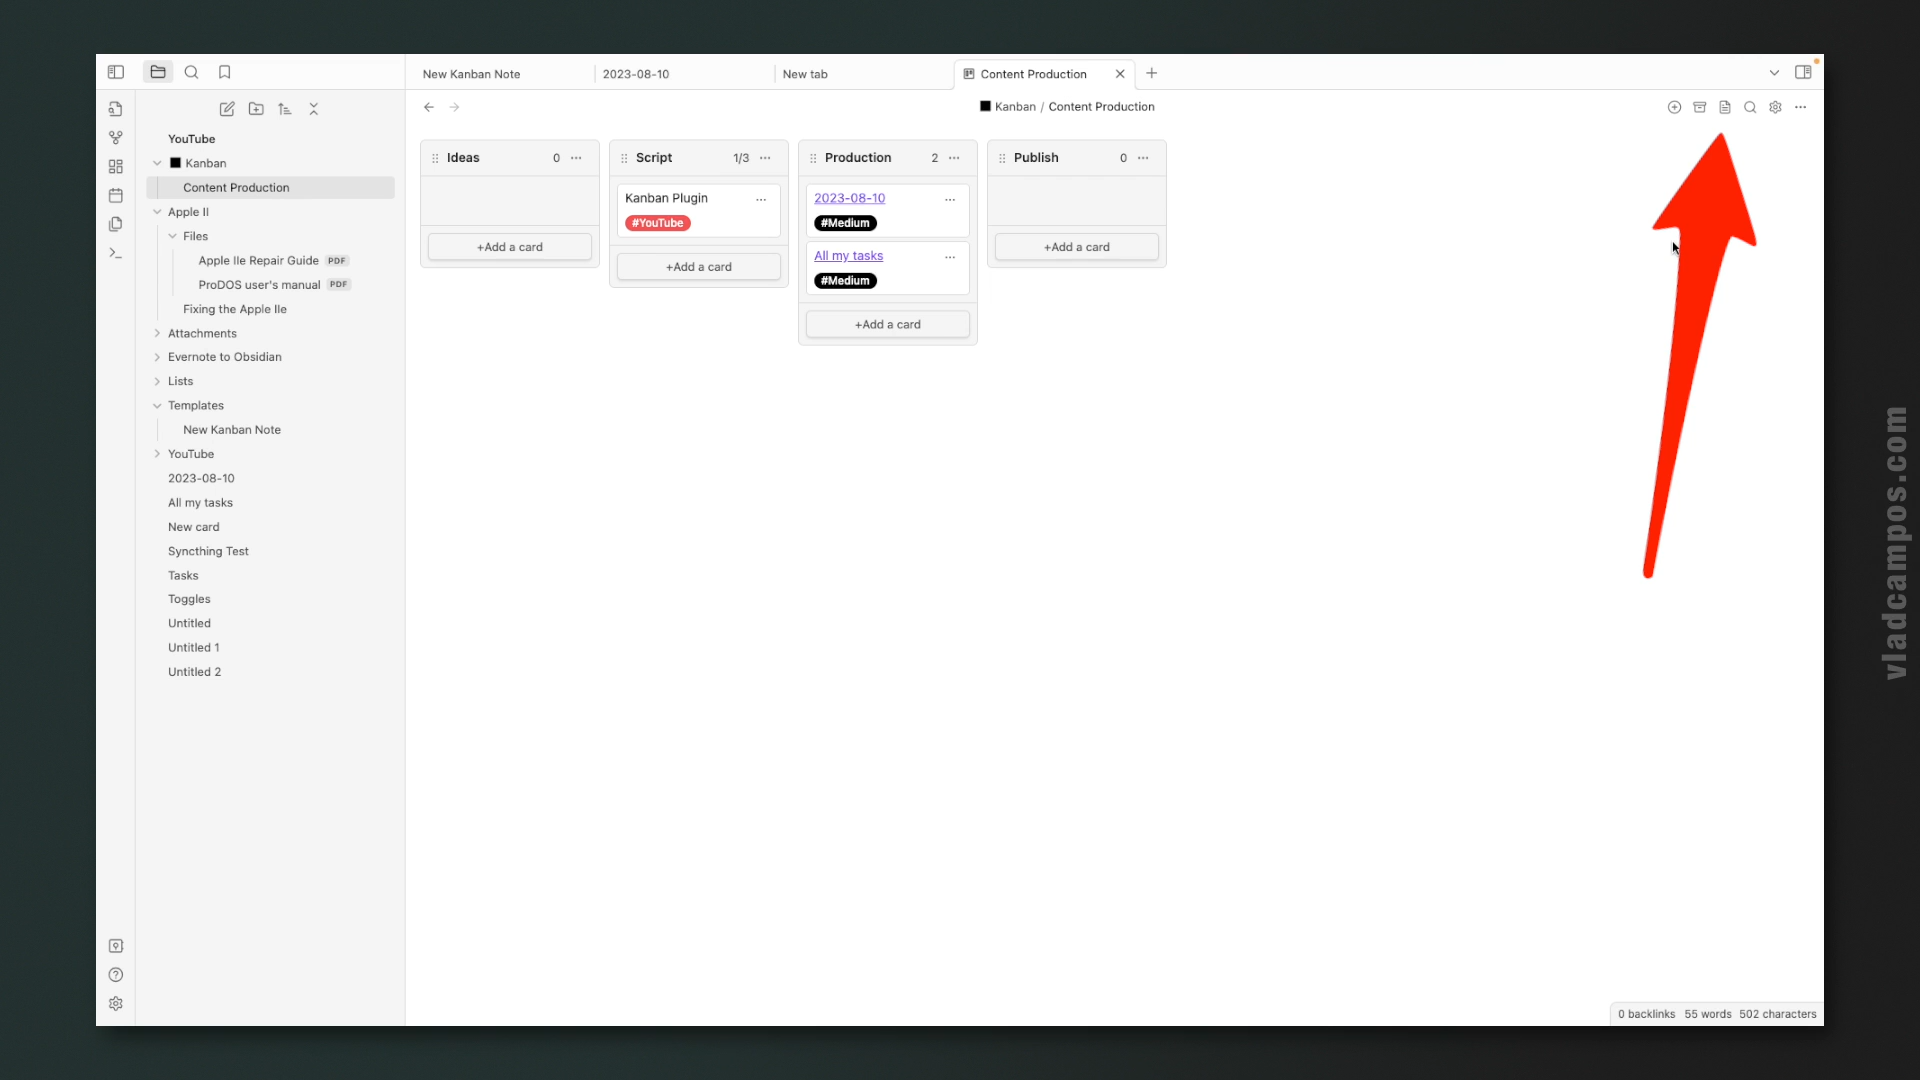 New Kanban Note
2023-08-10
New tab
Content Production
Kanban / Content Production
YouTube
Kanban
Content Production
Apple II
Files
Apple IIe Repair Guide PDF
ProDOS user's manual PDF
Fixing the Apple IIe
Attachments
Evernote to Obsidian
Lists
Templates
New Kanban Note
YouTube
2023-08-10
All my tasks
New card
Syncthing Test
Tasks
Toggles
Untitled
Untitled 1
Untitled 2
Ideas 0
+Add a card
Script 1/3
Kanban Plugin
#YouTube
+Add a card
Production 2
2023-08-10
#Medium
All my tasks
#Medium
+Add a card
Publish 0
+Add a card
0 backlinks 55 words 502 characters
vladcampos.com